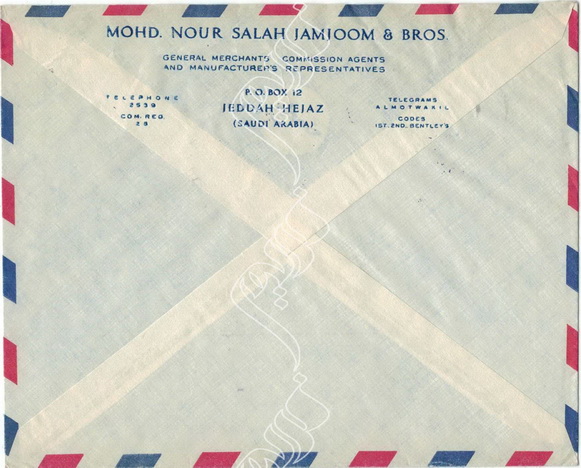 MOHD. NOUR SALAH JAMJOOM & BROS.
GENERAL MERCHANTS COMMISSION AGENTS
AND MANUFACTURER'S REPRESENTATIVES
TELEPHONE
2539
COM. REG.
28
P.O. BOX 12
JEDDAH-HEJAZ
(SAUDI ARABIA)
TELEGRAMS
ALMOTWAKIL
CODES
1ST. 2ND. BENTLEY'S